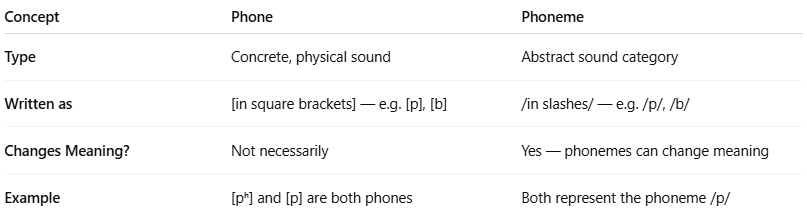 Concept Phone Phoneme
Type Concrete, physical sound Abstract sound category
Written as [in square brackets] — e.g. [p], [b] /in slashes/ — e.g. /p/, /b/
Changes Meaning? Not necessarily Yes — phonemes can change meaning
Example [pʰ] and [p] are both phones Both represent the phoneme /p/